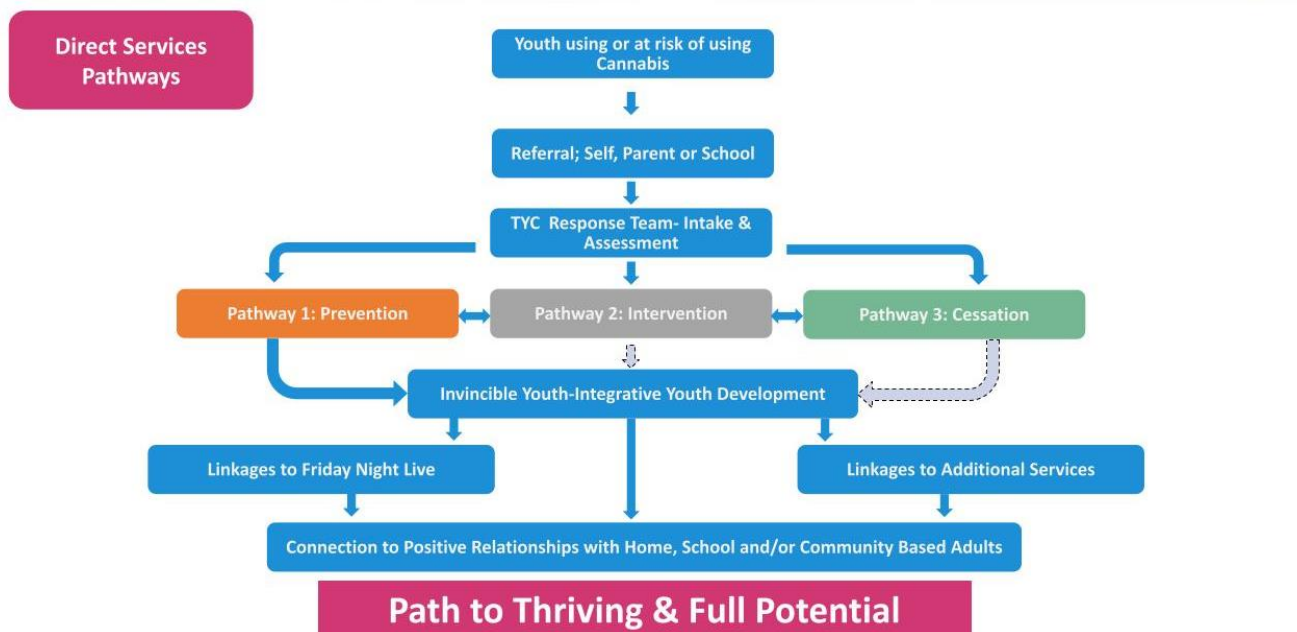 Direct Services
Pathways
Youth using or at risk of using
Cannabis
Referral; Self, Parent or School
TYC Response Team- Intake &
Assessment
Pathway 1: Prevention
Pathway 2: Intervention
Pathway 3: Cessation
Invincible Youth-Integrative Youth Development
Linkages to Friday Night Live
Linkages to Additional Services
Connection to Positive Relationships with Home, School and/or Community Based Adults
Path to Thriving & Full Potential